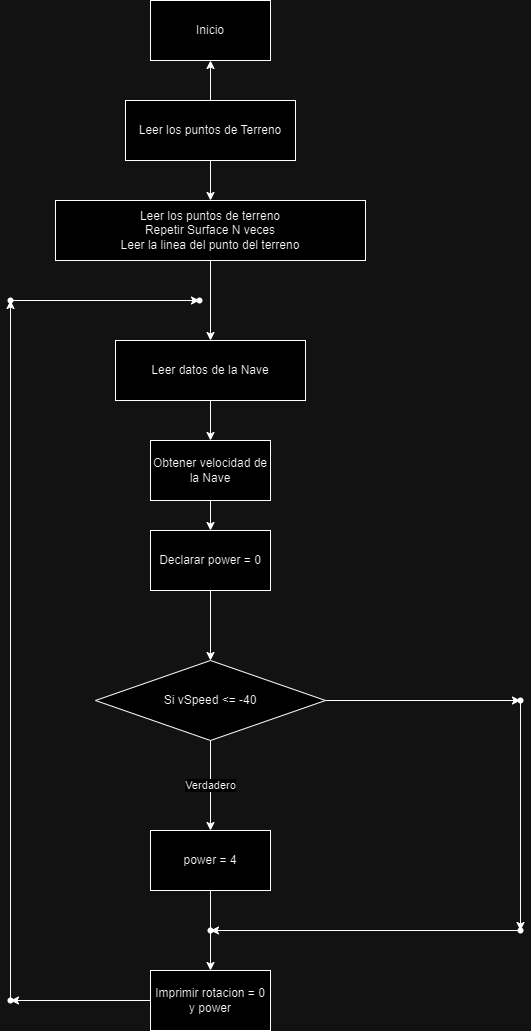 Inicio
Leer los puntos de Terreno
Leer los puntos de terreno
Repetir Surface N veces
Leer la linea del punto del terreno
Leer datos de la Nave
Obtener velocidad de
la Nave
Declarar power = 0
Si vSpeed <= -40
Verdadero
power = 4
Imprimir rotacion = 0
y power